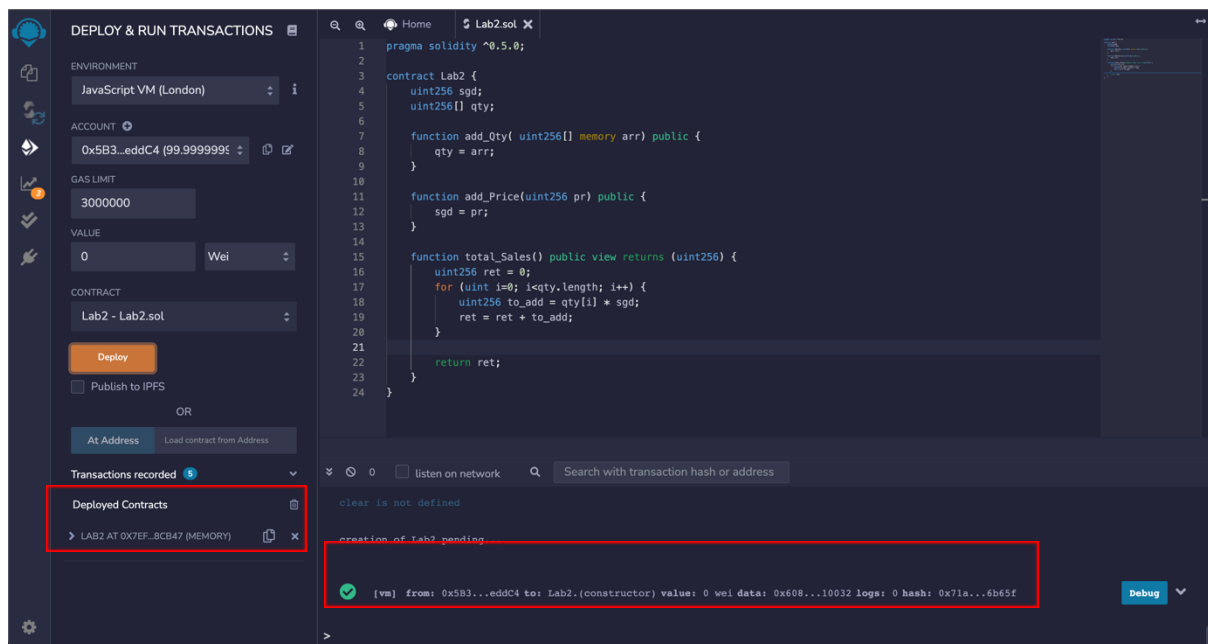 DEPLOY & RUN TRANSACTIONS
ENVIRONMENT
JavaScript VM (London)
i
ACCOUNT
0x5B3...eddC4 (99.9999999
3
GAS LIMIT
3000000
VALUE
0 Wei
CONTRACT
Lab2 - Lab2.sol
Deploy
Publish to IPFS
OR
At Address Load contract from Address
Transactions recorded 5
Deployed Contracts
LAB2 AT 0X7EF...8CB47 (MEMORY)
Home Lab2.sol
1 pragma solidity ^0.5.0;
2
3 contract Lab2 {
4 uint256 sgd;
5 uint256[] qty;
6
7 function add_Qty( uint256[] memory arr) public {
8 qty = arr;
9 }
10
11 function add_Price(uint256 pr) public {
12 sgd = pr;
13 }
14
15 function total_Sales() public view returns (uint256) {
16 uint256 ret = 0;
17 for (uint i=0; i<qty.length; i++) {
18 uint256 to_add = qty[i] * sgd;
19 ret = ret + to_add;
20 }
21
22 return ret;
23 }
24 }
0 listen on network Search with transaction hash or address
clear is not defined
creation of Lab2 pending...
[vm] from: 0x5B3...eddC4 to: Lab2.(constructor) value: 0 wei data: 0x608...10032 logs: 0 hash: 0x71a...6b65f
Debug
>